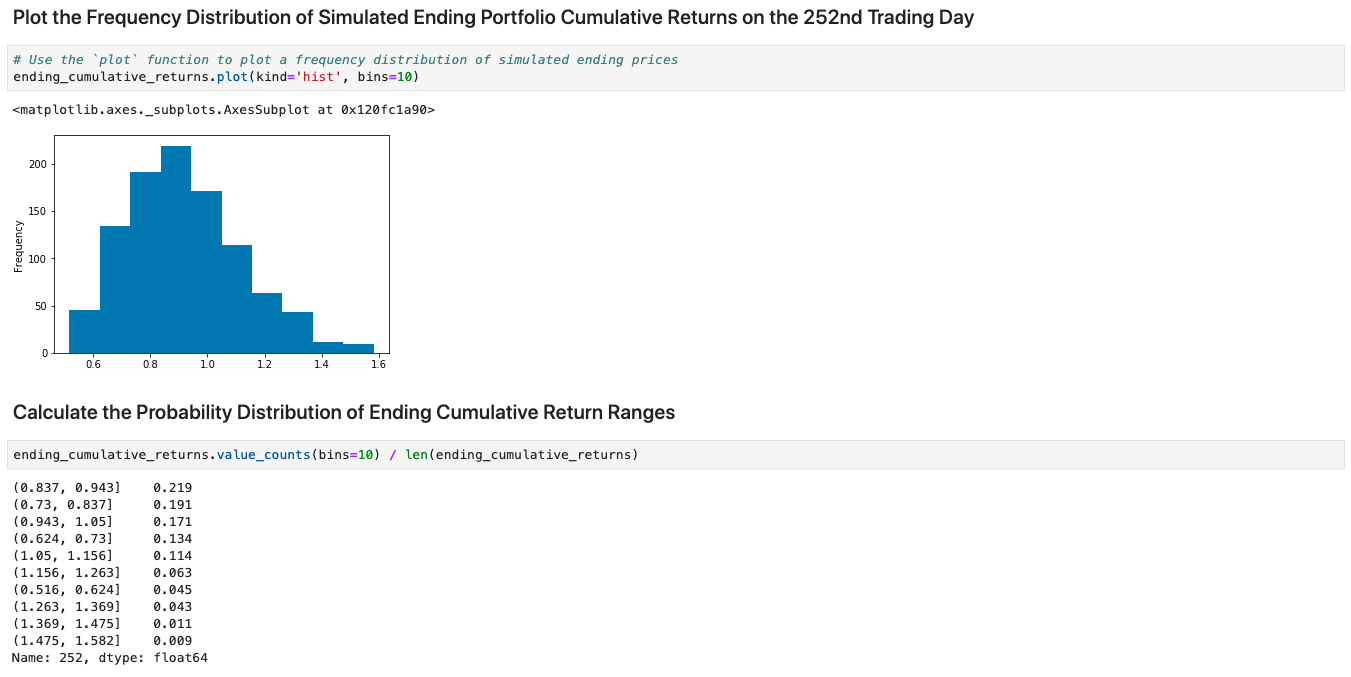 Plot the Frequency Distribution of Simulated Ending Portfolio Cumulative Returns on the 252nd Trading Day
# Use the `plot` function to plot a frequency distribution of simulated ending prices
ending_cumulative_returns.plot(kind='hist', bins=10)
<matplotlib.axes._subplots.AxesSubplot at 0x120fc1a90>
200
150
100
50
0
Frequency
0.6 0.8 1.0 1.2 1.4 1.6
Calculate the Probability Distribution of Ending Cumulative Return Ranges
ending_cumulative_returns.value_counts(bins=10) / len(ending_cumulative_returns)
(0.837, 0.943]    0.219
(0.73, 0.837]     0.191
(0.943, 1.05]     0.171
(0.624, 0.73]     0.134
(1.05, 1.156]     0.114
(1.156, 1.263]    0.063
(0.516, 0.624]    0.045
(1.263, 1.369]    0.043
(1.369, 1.475]    0.011
(1.475, 1.582]    0.009
Name: 252, dtype: float64